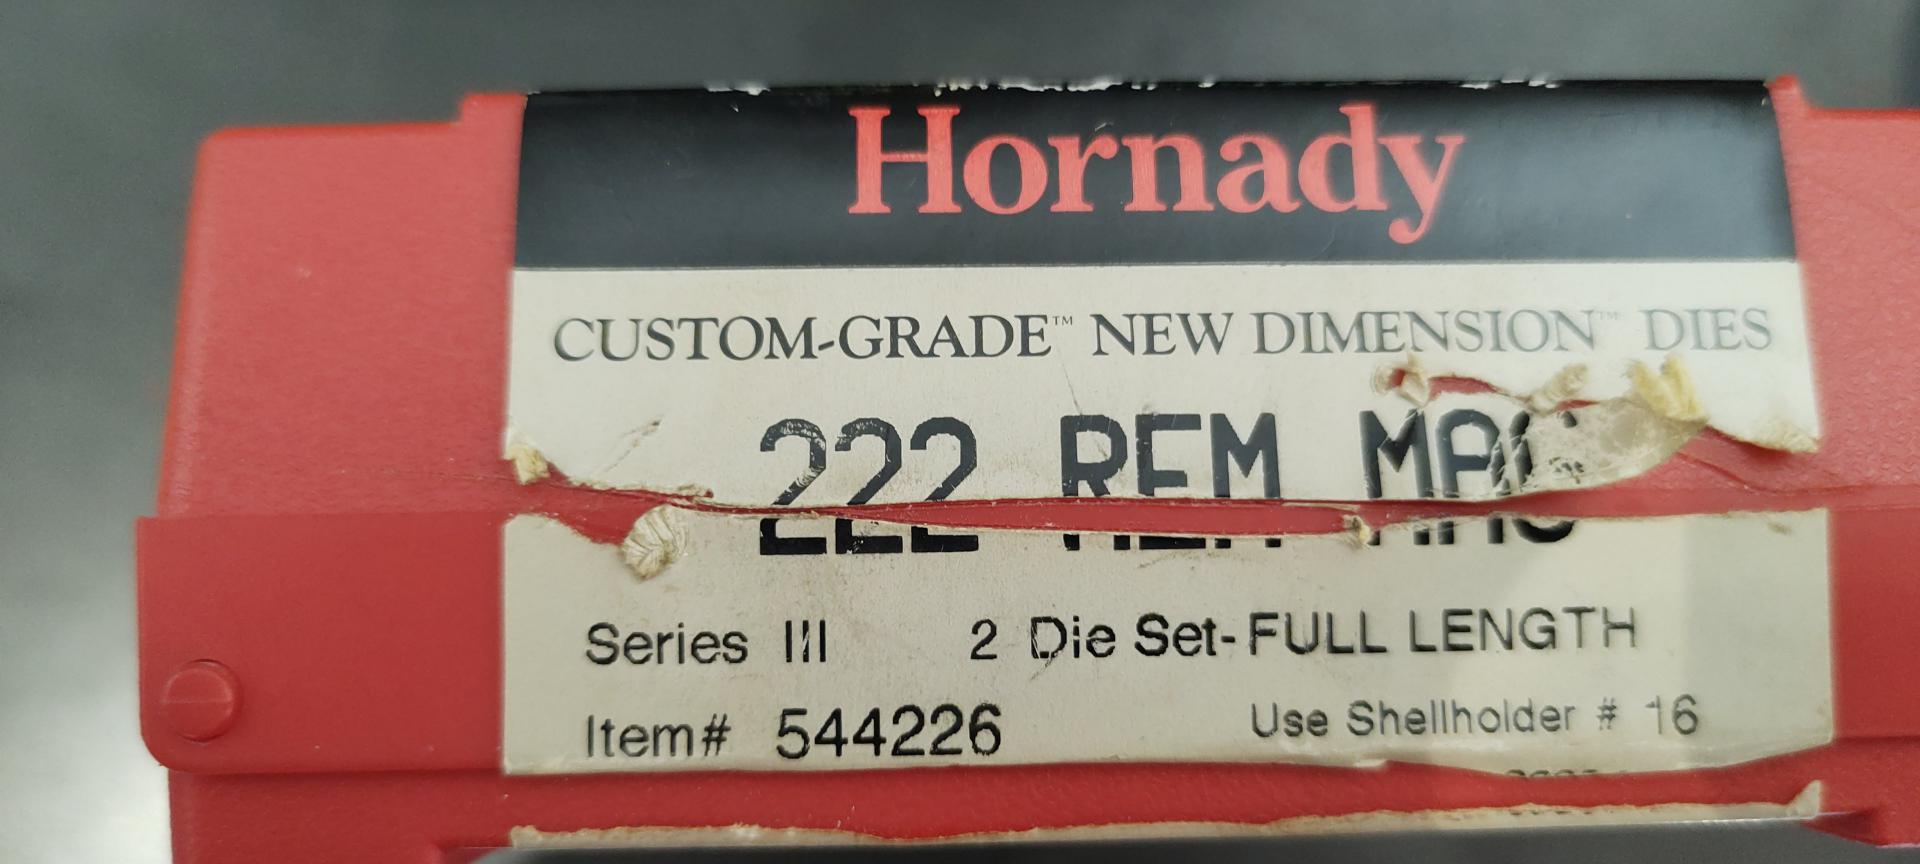 Hornady
CUSTOM-GRADE™ NEW DIMENSION™ DIES
222 REM MAG
Series III 2 Die Set- FULL LENGTH
Item# 544226 Use Shellholder # 16